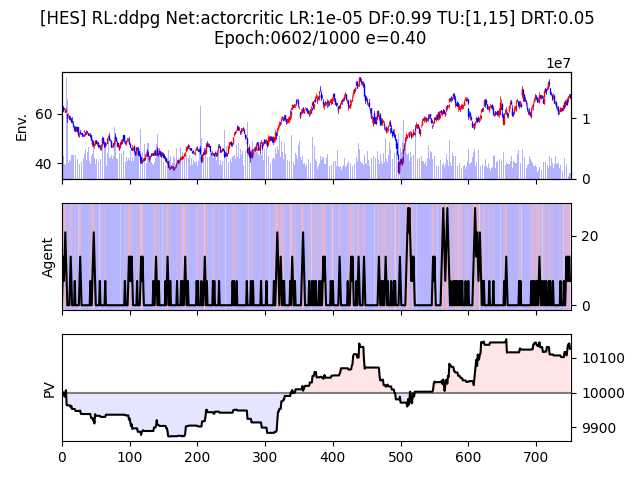 [HES] RL:ddpg Net:actorcritic LR:1e-05 DF:0.99 TU:[1,15] DRT:0.05
Epoch:0602/1000 e=0.40
1e7
Env.
60
40
1
0
Agent
20
0
PV
10100
10000
9900
0 100 200 300 400 500 600 700